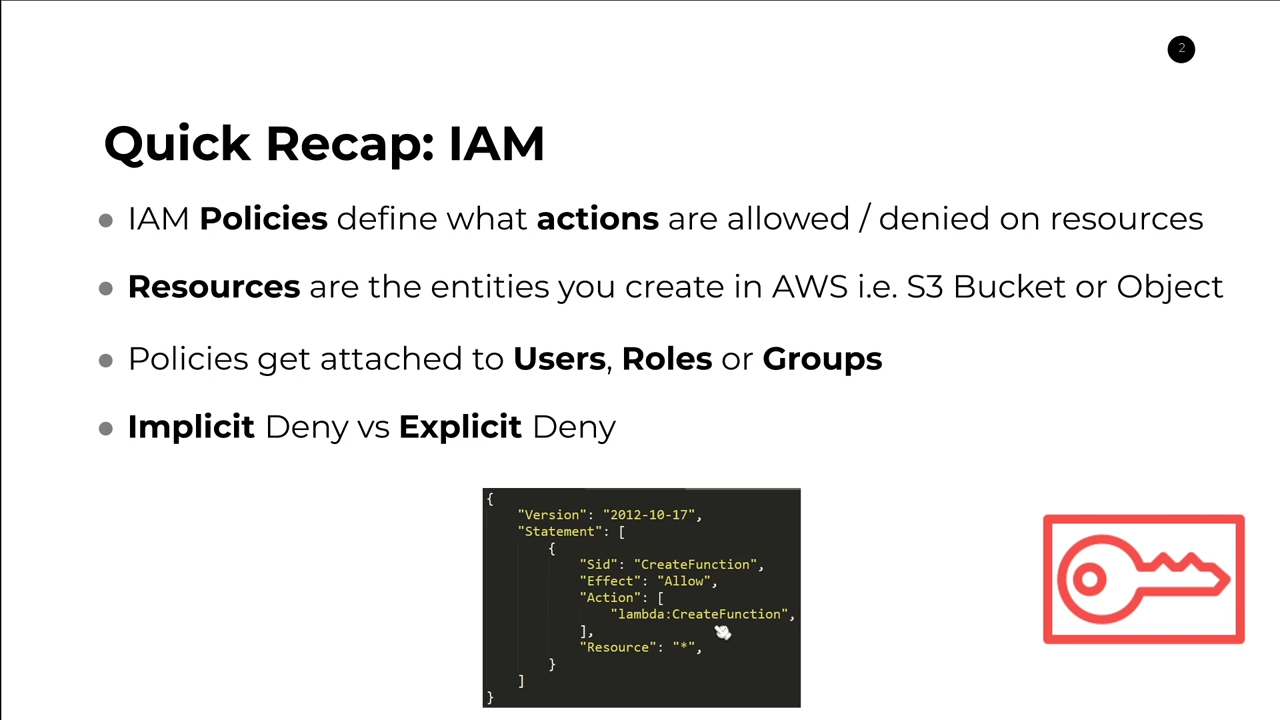 2
Quick Recap: IAM
● IAM Policies define what actions are allowed / denied on resources
● Resources are the entities you create in AWS i.e. S3 Bucket or Object
● Policies get attached to Users, Roles or Groups
● Implicit Deny vs Explicit Deny
{
    "Version": "2012-10-17",
    "Statement": [
        {
            "Sid": "CreateFunction",
            "Effect": "Allow",
            "Action": [
                "lambda:CreateFunction",
            ],
            "Resource": "*",
        }
    ]
}